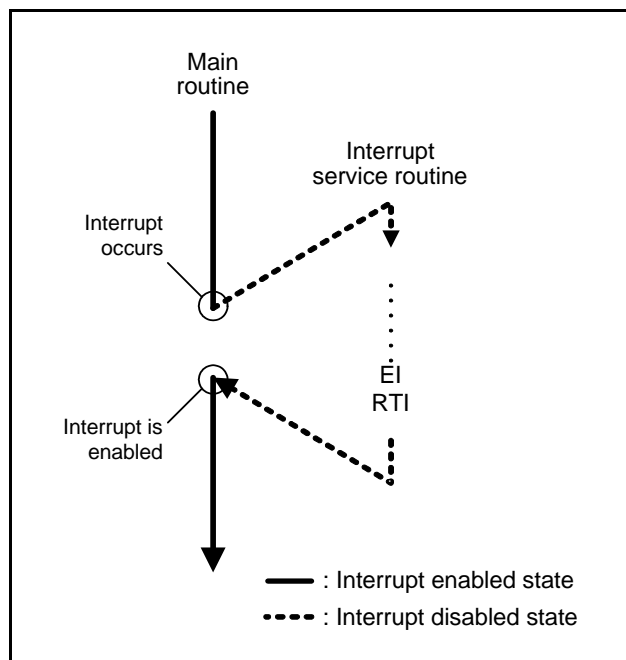 Main
routine
Interrupt
service routine
Interrupt
occurs
EI
RTI
Interrupt is
enabled
: Interrupt enabled state
: Interrupt disabled state